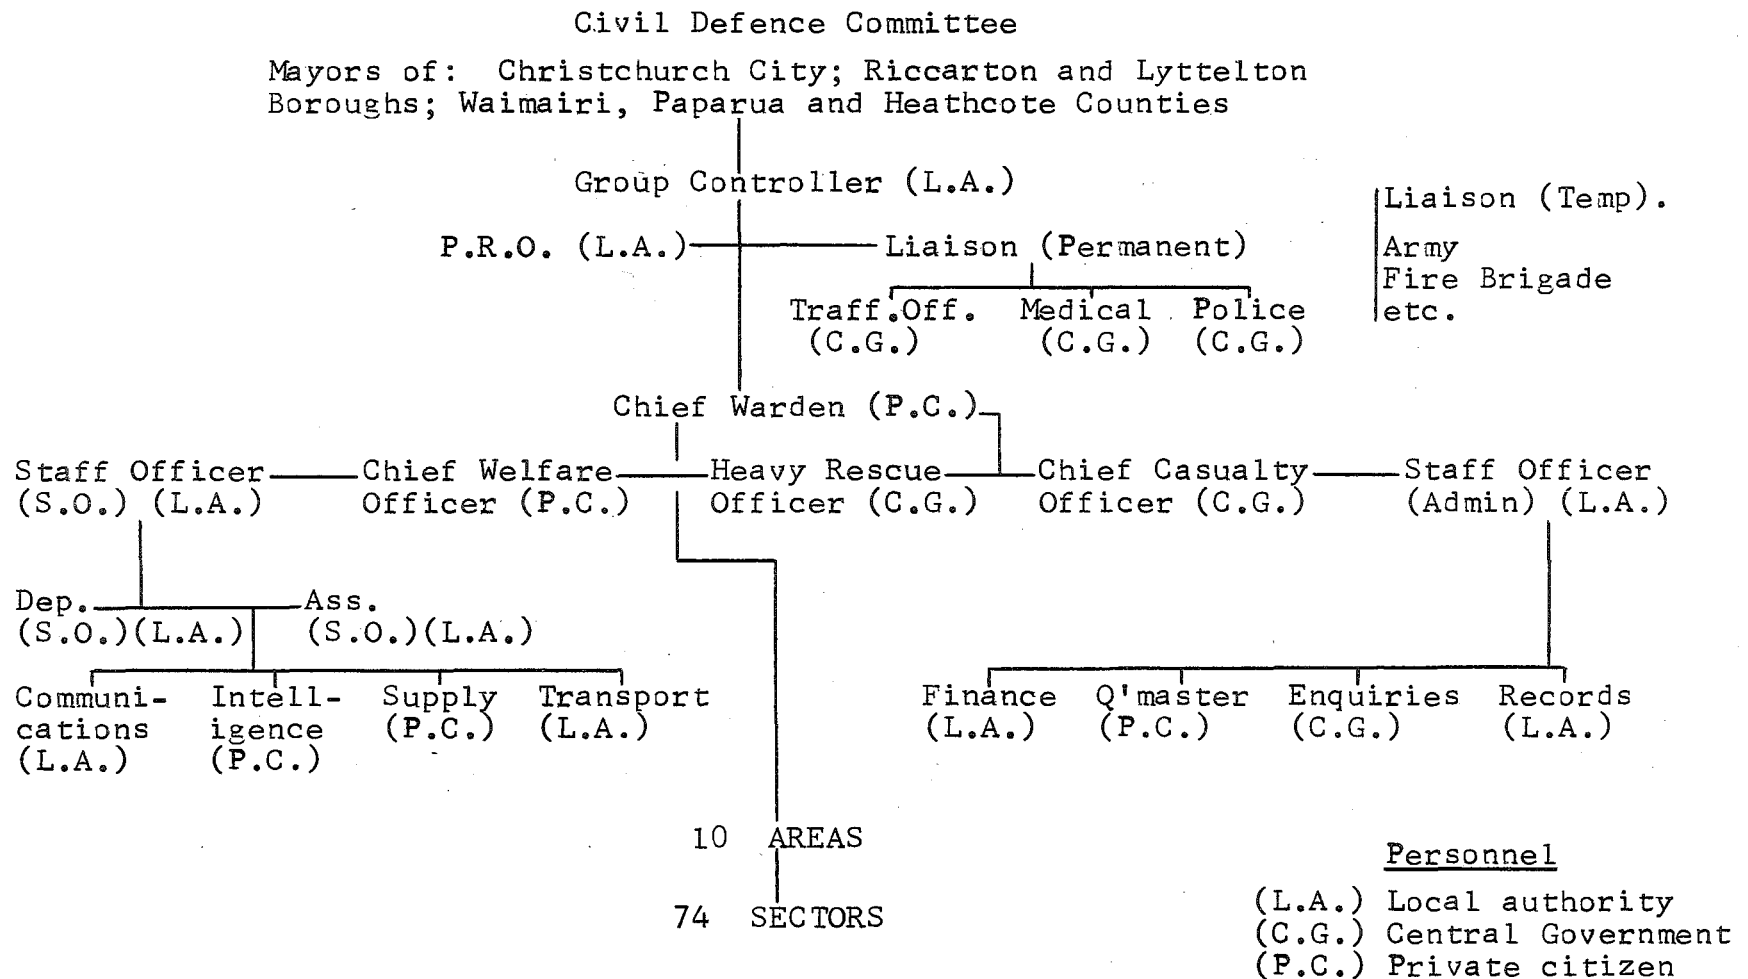 Civil Defence Committee
Mayors of: Christchurch City; Riccarton and Lyttelton
Boroughs; Waimairi, Paparua and Heathcote Counties
Group Controller (L.A.)
P.R.O. (L.A.)
Liaison (Permanent)
Liaison (Temp).
Army
Fire Brigade
etc.
Traff.Off.
(C.G.)
Medical
(C.G.)
Police
(C.G.)
Chief Warden (P.C.)
Staff Officer
(S.O.) (L.A.)
Chief Welfare
Officer (P.C.)
Heavy Rescue
Officer (C.G.)
Chief Casualty
Officer (C.G.)
Staff Officer
(Admin) (L.A.)
Dep.
(S.O.)(L.A.)
Ass.
(S.O.)(L.A.)
Communi-
cations
(L.A.)
Intell-
igence
(P.C.)
Supply
(P.C.)
Transport
(L.A.)
Finance
(L.A.)
Q'master
(P.C.)
Enquiries
(C.G.)
Records
(L.A.)
10 AREAS
74 SECTORS
Personnel
(L.A.) Local authority
(C.G.) Central Government
(P.C.) Private citizen